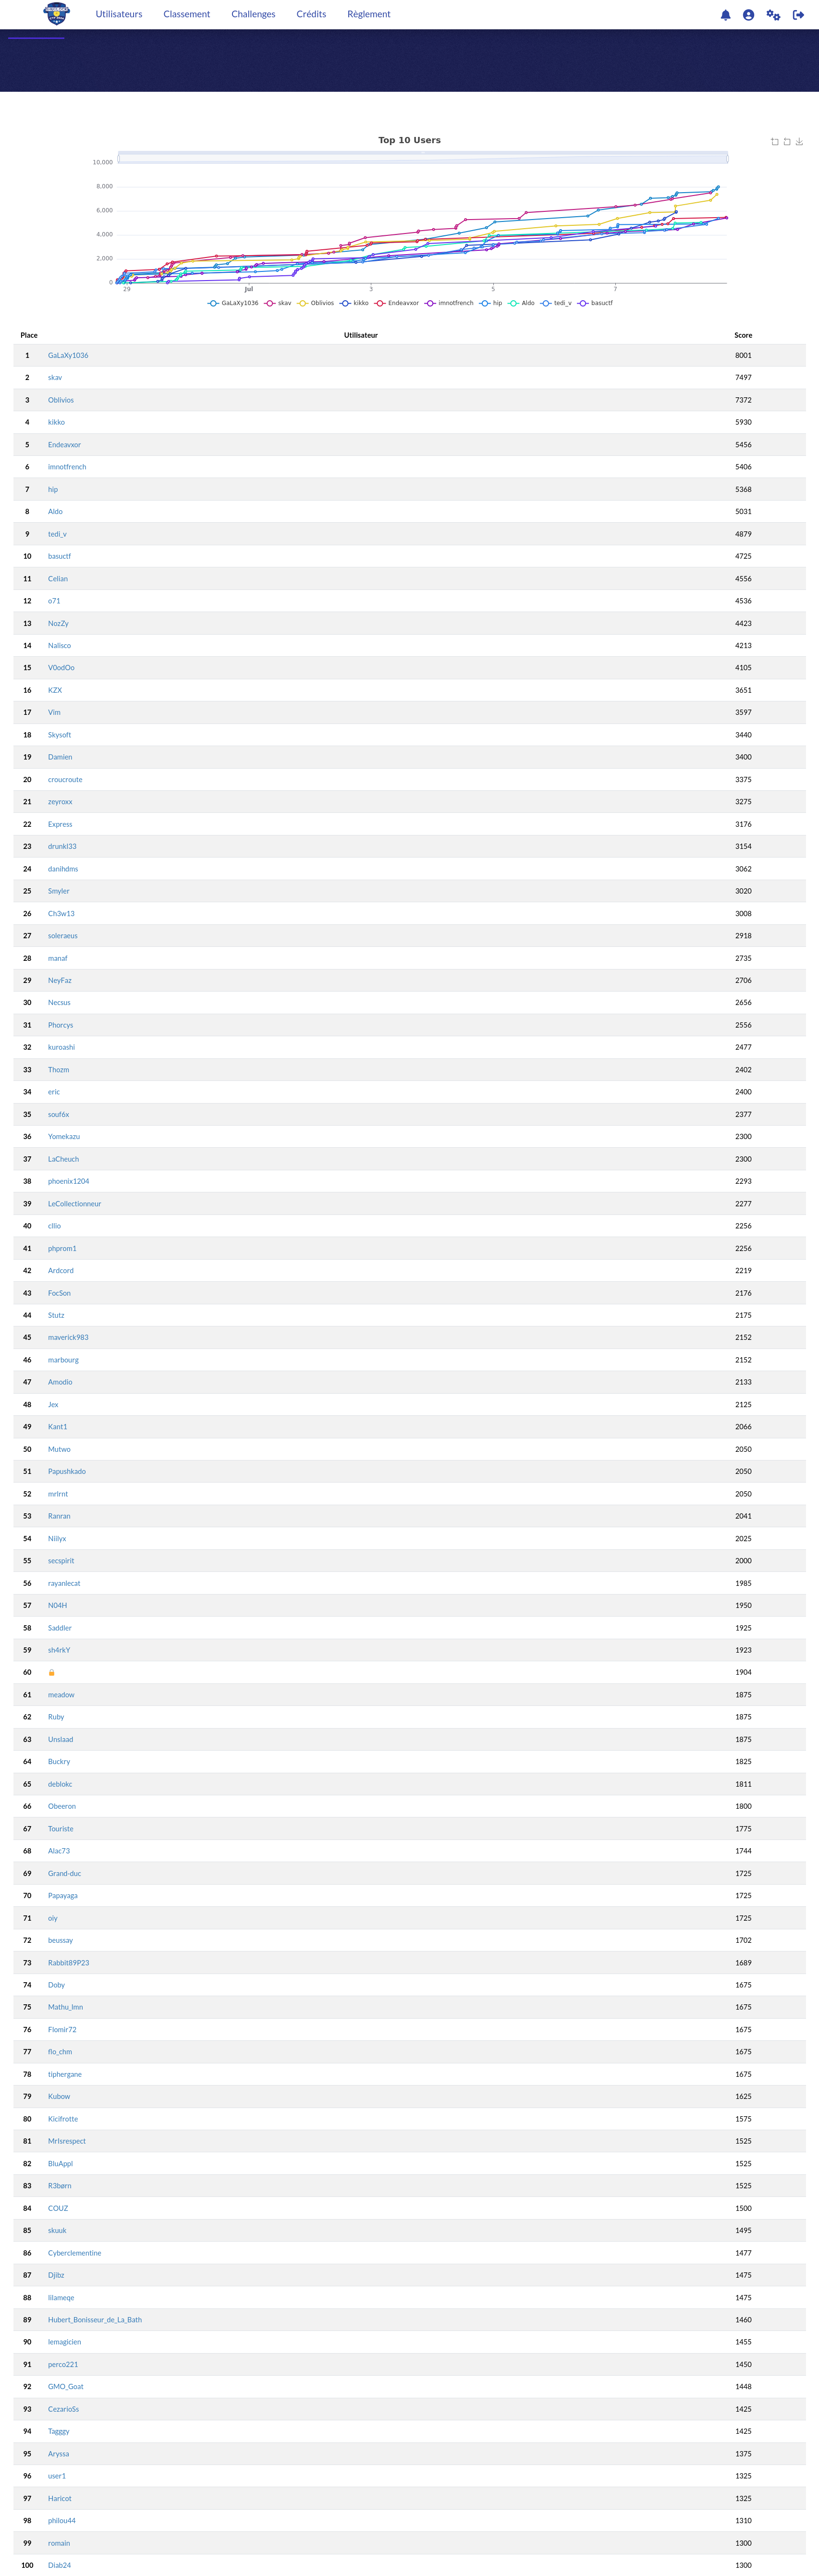 Utilisateurs Classement Challenges Crédits Règlement
Top 10 Users
10,000
8,000
6,000
4,000
2,000
0
29 Jul 3 5 7
GaLaXy1036 skav Oblivios kikko Endeavxor imnotfrench hip Aldo tedi_v basuctf
Place Utilisateur Score
1 GaLaXy1036 8001
2 skav 7497
3 Oblivios 7372
4 kikko 5930
5 Endeavxor 5456
6 imnotfrench 5406
7 hip 5368
8 Aldo 5031
9 tedi_v 4879
10 basuctf 4725
11 Celian 4556
12 o71 4536
13 NozZy 4423
14 Nalisco 4213
15 V0odOo 4105
16 KZX 3651
17 Vim 3597
18 Skysoft 3440
19 Damien 3400
20 croucroute 3375
21 zeyroxx 3275
22 Express 3176
23 drunkl33 3154
24 danihdms 3062
25 Smyler 3020
26 Ch3w13 3008
27 soleraeus 2918
28 manaf 2735
29 NeyFaz 2706
30 Necsus 2656
31 Phorcys 2556
32 kuroashi 2477
33 Thozm 2402
34 eric 2400
35 souf6x 2377
36 Yomekazu 2300
37 LaCheuch 2300
38 phoenix1204 2293
39 LeCollectionneur 2277
40 cllio 2256
41 phprom1 2256
42 Ardcord 2219
43 FocSon 2176
44 Stutz 2175
45 maverick983 2152
46 marbourg 2152
47 Amodio 2133
48 Jex 2125
49 Kant1 2066
50 Mutwo 2050
51 Papushkado 2050
52 mrlrnt 2050
53 Ranran 2041
54 Niilyx 2025
55 secspirit 2000
56 rayanlecat 1985
57 N04H 1950
58 Saddler 1925
59 sh4rkY 1923
60 🔒 1904
61 meadow 1875
62 Ruby 1875
63 Unslaad 1875
64 Buckry 1825
65 deblokc 1811
66 Obeeron 1800
67 Touriste 1775
68 Alac73 1744
69 Grand-duc 1725
70 Papayaga 1725
71 oiy 1725
72 beussay 1702
73 Rabbit89P23 1689
74 Doby 1675
75 Mathu_lmn 1675
76 Flomir72 1675
77 flo_chm 1675
78 tiphergane 1675
79 Kubow 1625
80 Kicifrotte 1575
81 MrIsrespect 1525
82 BluAppl 1525
83 R3børn 1525
84 COUZ 1500
85 skuuk 1495
86 Cyberclementine 1477
87 Djibz 1475
88 lilameqe 1475
89 Hubert_Bonisseur_de_La_Bath 1460
90 lemagicien 1455
91 perco221 1450
92 GMO_Goat 1448
93 CezarioSs 1425
94 Tagggy 1425
95 Aryssa 1375
96 user1 1325
97 Haricot 1325
98 philou44 1310
99 romain 1300
100 Diab24 1300